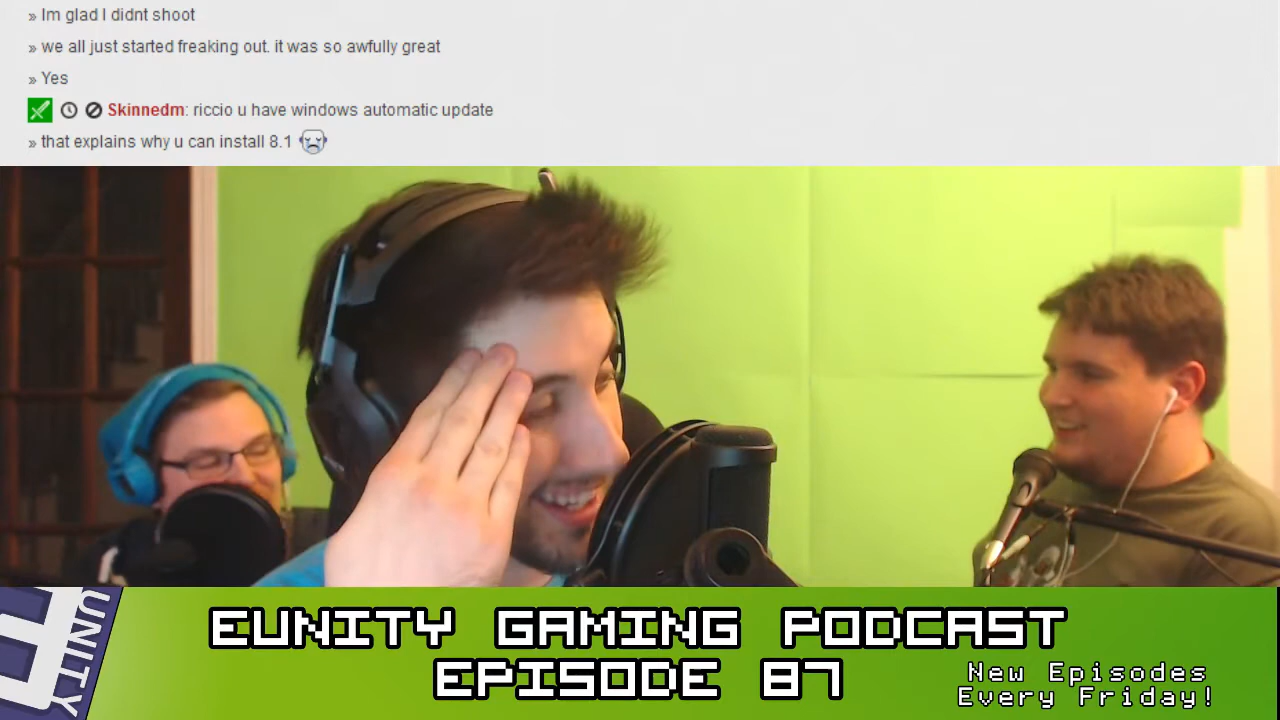 » Im glad I didnt shoot
» we all just started freaking out. it was so awfully great
» Yes
Skinnedm: riccio u have windows automatic update
» that explains why u can install 8.1
E
UNITY
EUNITY GAMING PODCAST
EPISODE 87
New Episodes
Every Friday!